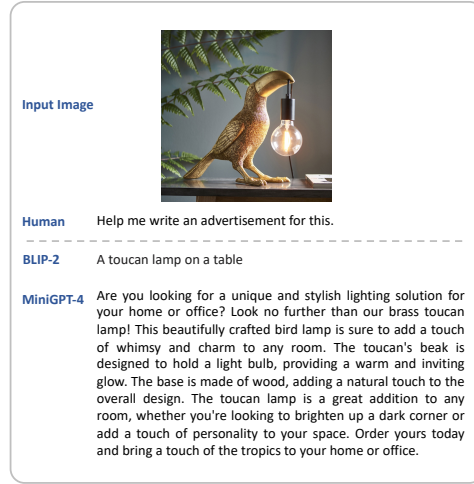 Input Image
Human Help me write an advertisement for this.
BLIP-2 A toucan lamp on a table
MiniGPT-4 Are you looking for a unique and stylish lighting solution for
your home or office? Look no further than our brass toucan
lamp! This beautifully crafted bird lamp is sure to add a touch
of whimsy and charm to any room. The toucan's beak is
designed to hold a light bulb, providing a warm and inviting
glow. The base is made of wood, adding a natural touch to the
overall design. The toucan lamp is a great addition to any
room, whether you're looking to brighten up a dark corner or
add a touch of personality to your space. Order yours today
and bring a touch of the tropics to your home or office.